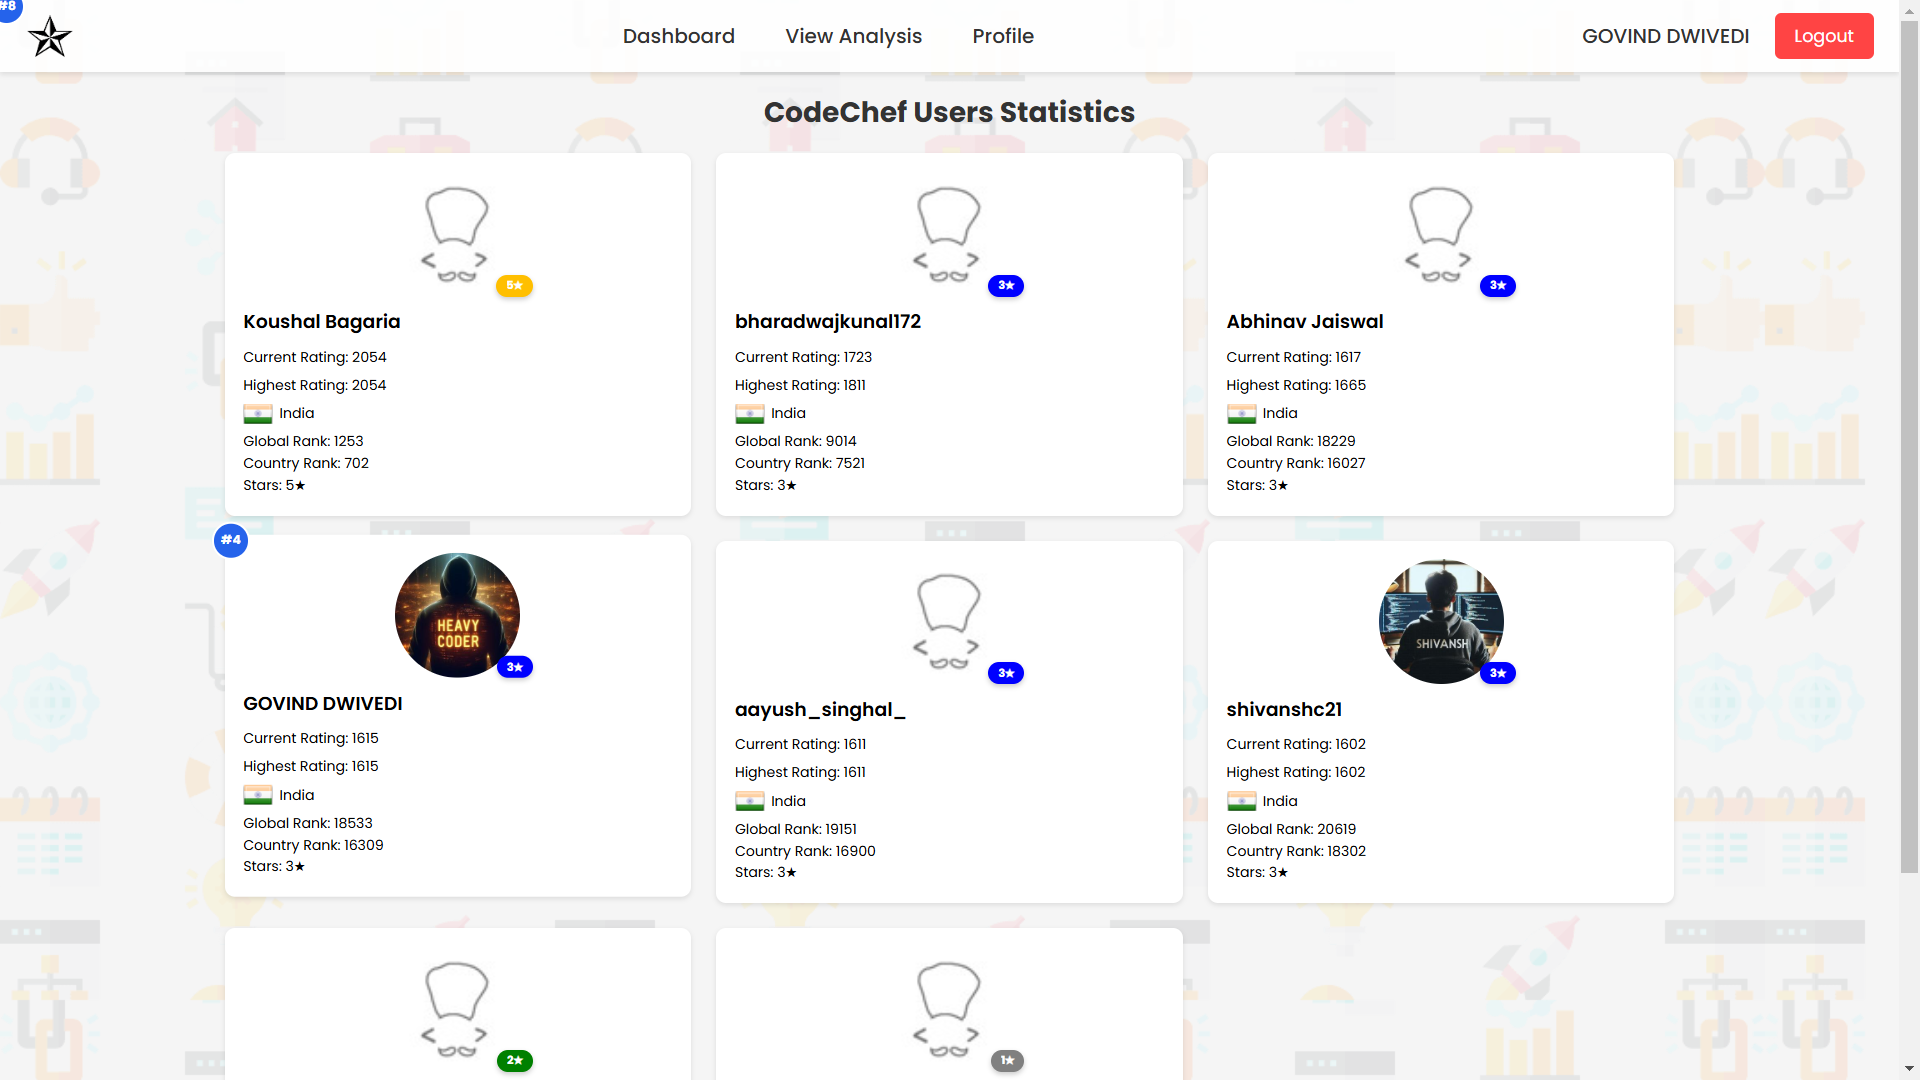 #8
Dashboard
View Analysis
Profile
GOVIND DWIVEDI
Logout
CodeChef Users Statistics
5★
Koushal Bagaria
Current Rating: 2054
Highest Rating: 2054
India
Global Rank: 1253
Country Rank: 702
Stars: 5★
3★
bharadwajkunal172
Current Rating: 1723
Highest Rating: 1811
India
Global Rank: 9014
Country Rank: 7521
Stars: 3★
3★
Abhinav Jaiswal
Current Rating: 1617
Highest Rating: 1665
India
Global Rank: 18229
Country Rank: 16027
Stars: 3★
#4
HEAVY
CODER
3★
GOVIND DWIVEDI
Current Rating: 1615
Highest Rating: 1615
India
Global Rank: 18533
Country Rank: 16309
Stars: 3★
3★
aayush_singhal_
Current Rating: 1611
Highest Rating: 1611
India
Global Rank: 19151
Country Rank: 16900
Stars: 3★
SHIVANSH
3★
shivanshc21
Current Rating: 1602
Highest Rating: 1602
India
Global Rank: 20619
Country Rank: 18302
Stars: 3★
2★
1★